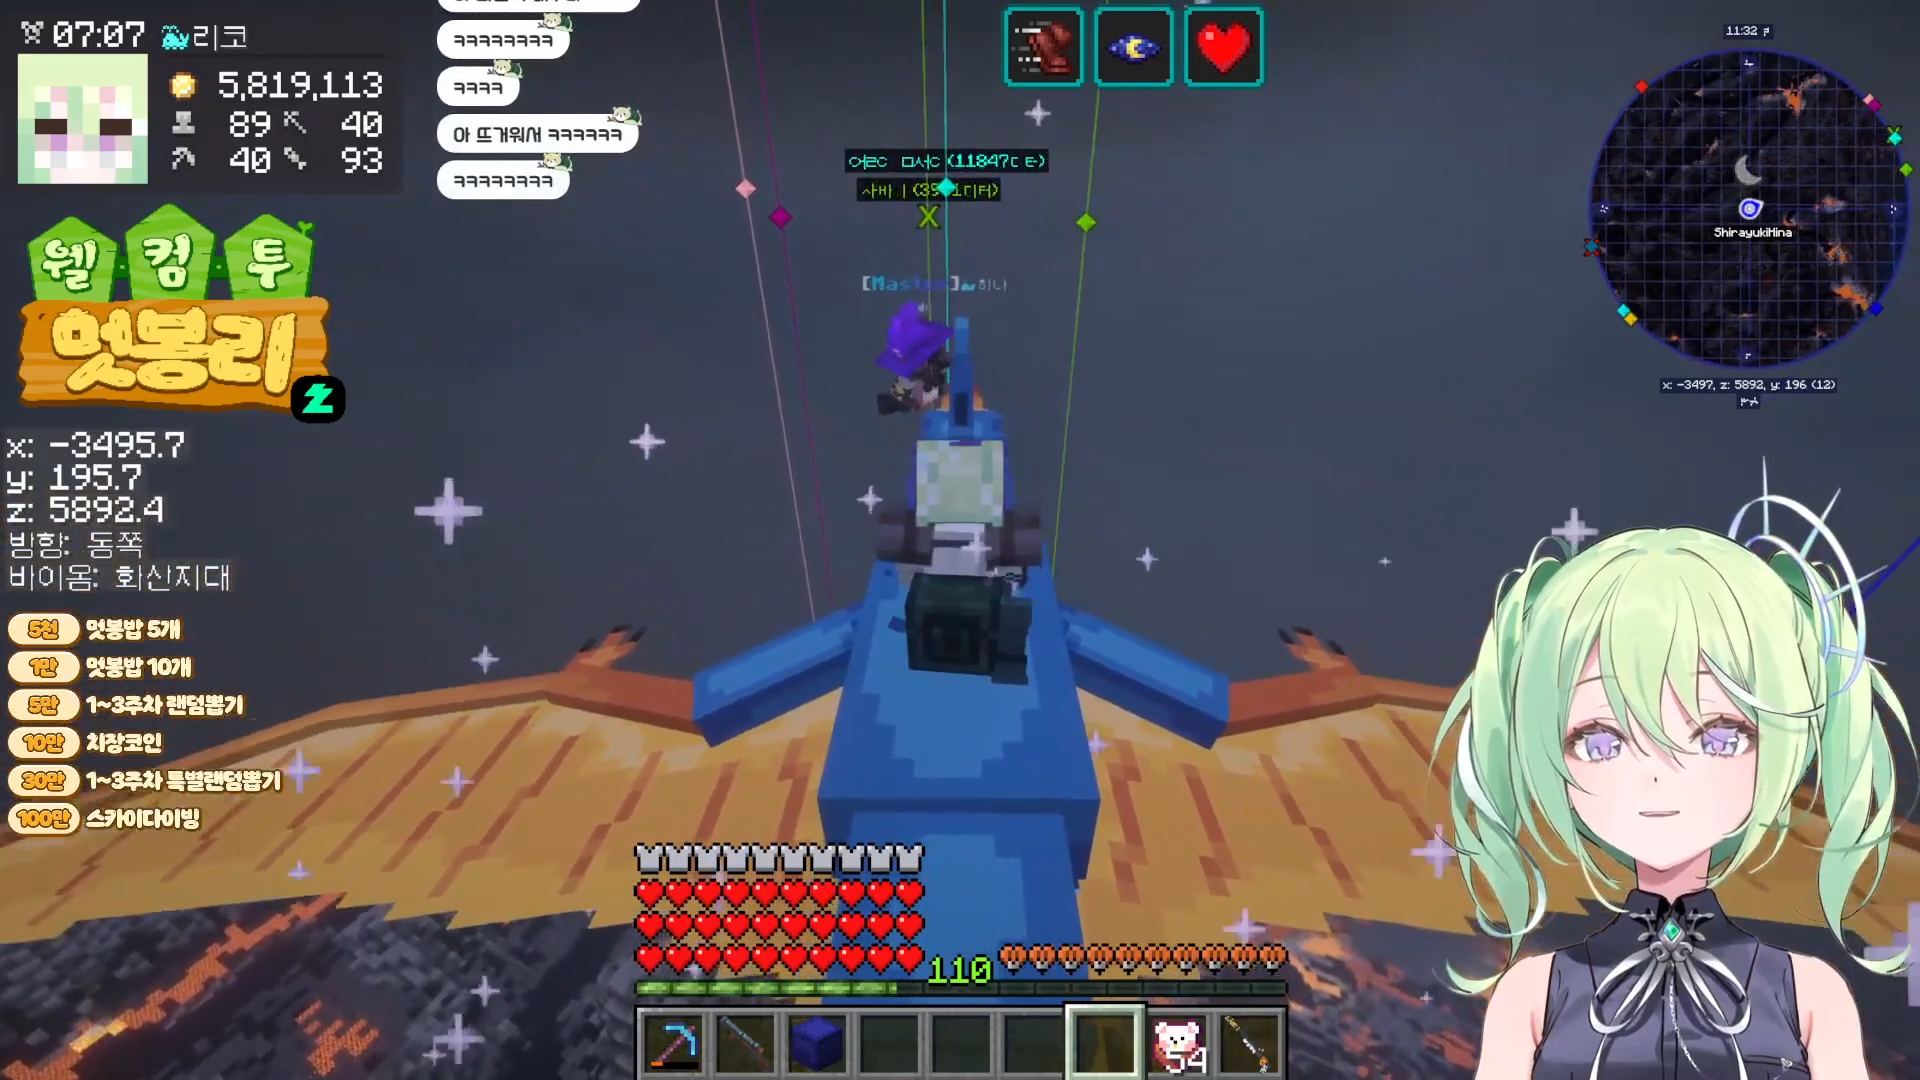 07:07 리코
5,819,113
89 40
40 93
웰컴투
멋봉리
x: -3495.7
y: 195.7
z: 5892.4
방향: 동쪽
바이옴: 화산지대
5천 멋봉밥 5개
1만 멋봉밥 10개
5만 1~3주차 랜덤뽑기
10만 치장코인
30만 1~3주차 특별랜덤뽑기
100만 스카이다이빙
ㅋㅋㅋㅋㅋㅋㅋㅋ
ㅋㅋㅋㅋ
아 뜨거워서 ㅋㅋㅋㅋㅋㅋ
ㅋㅋㅋㅋㅋㅋㅋㅋ
X
110
4
11:32
ShirayukiHina
x: -3497, z: 5892, y: 196 (12)